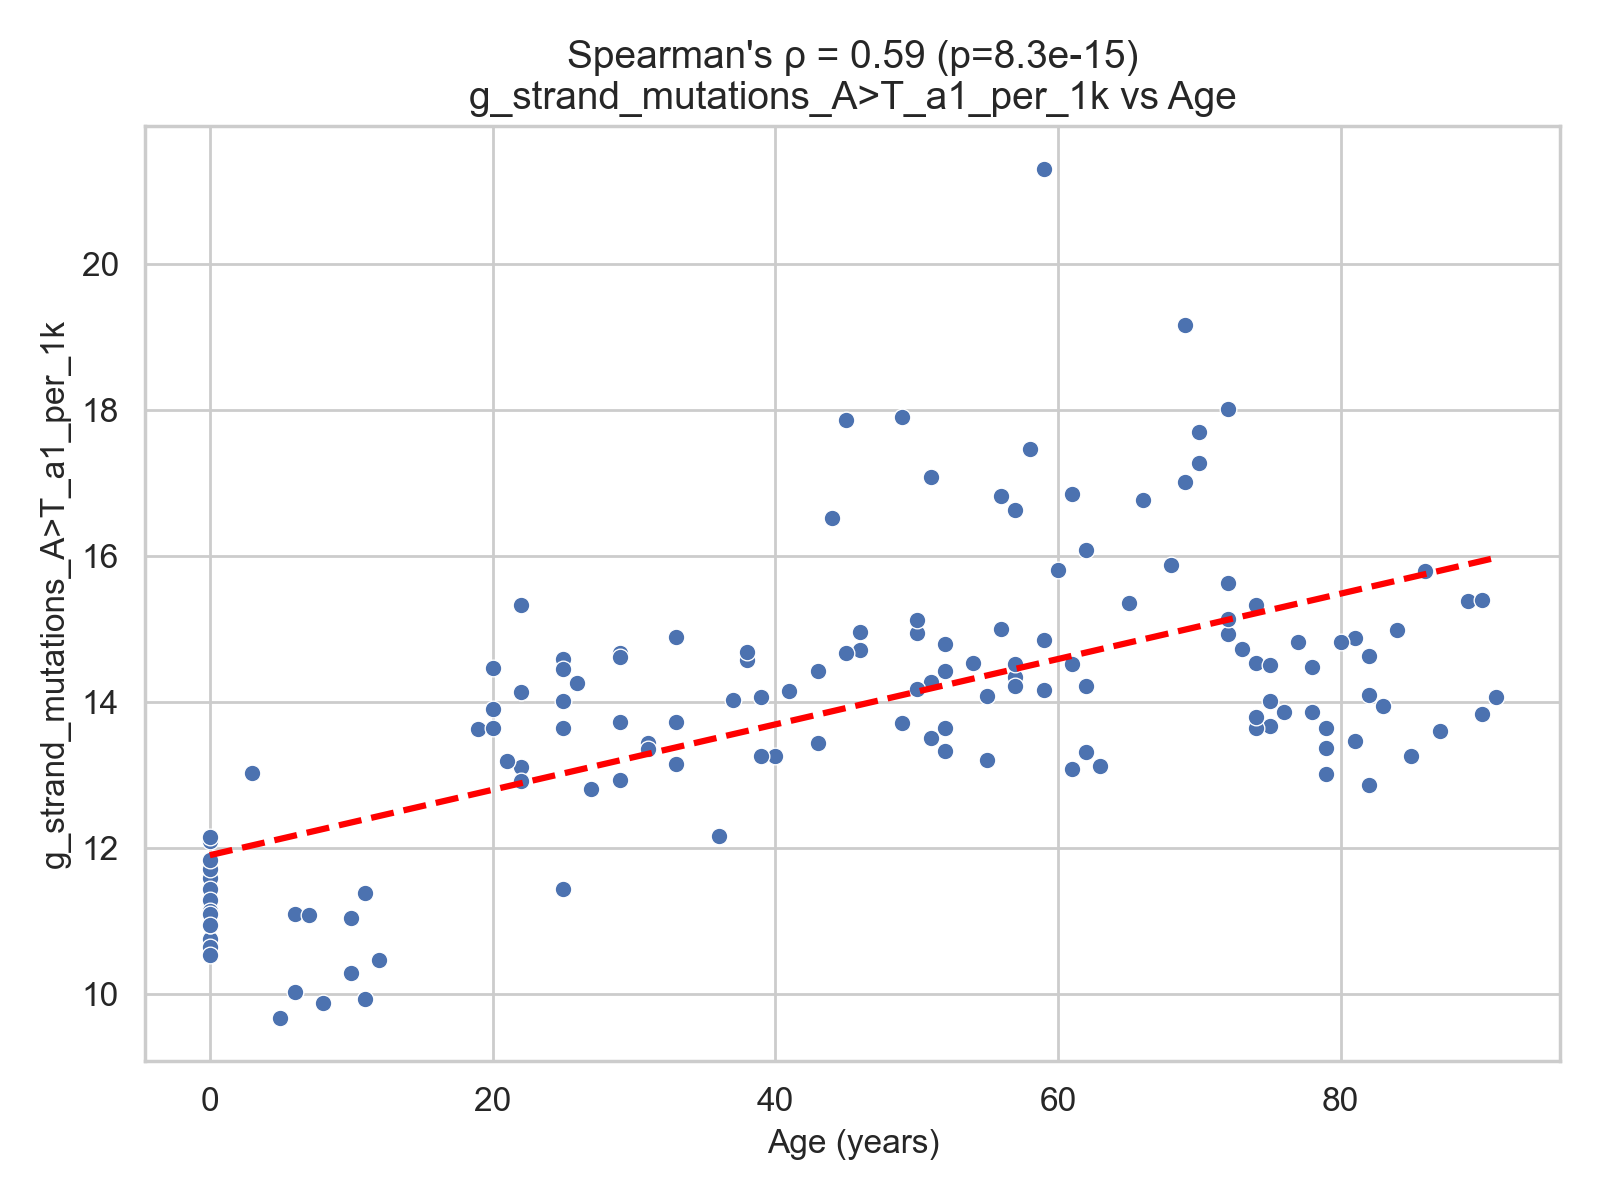 Spearman's ρ = 0.59 (p=8.3e-15)
g_strand_mutations_A>T_a1_per_1k vs Age
g_strand_mutations_A>T_a1_per_1k
20
18
16
14
12
10
0 20 40 60 80
Age (years)